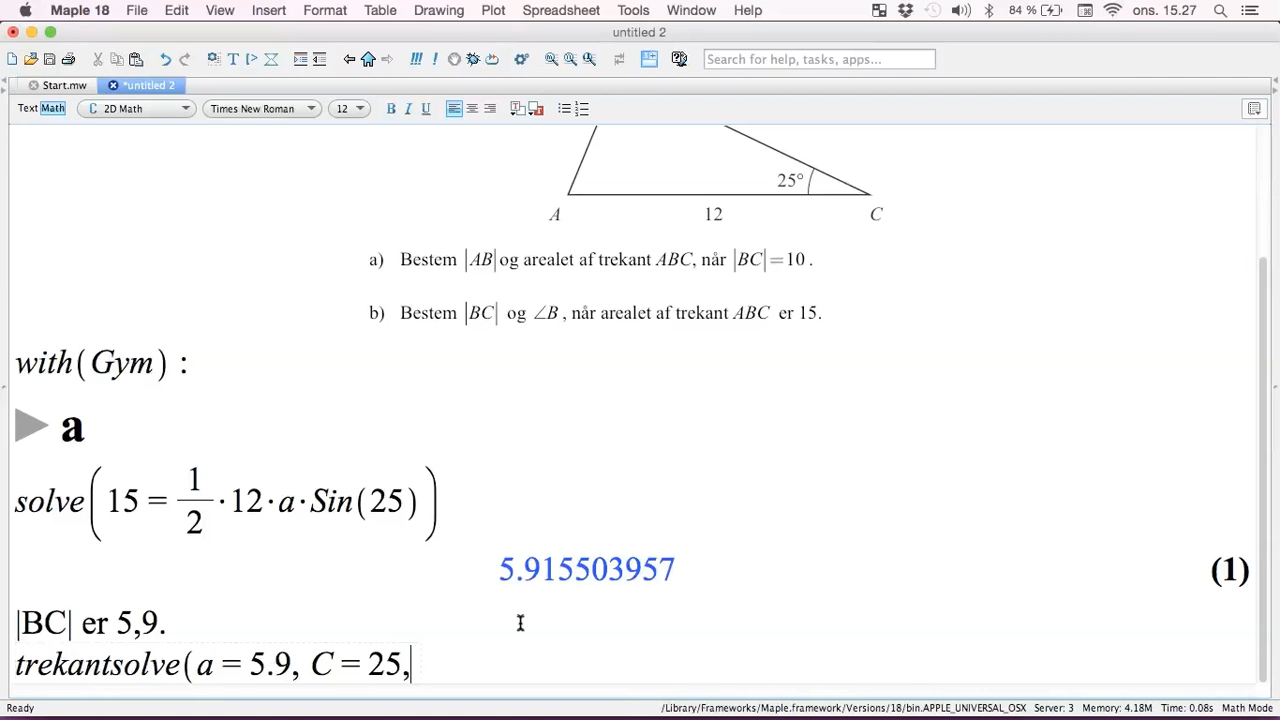 Maple 18 File Edit View Insert Format Table Drawing Plot Spreadsheet Tools Window Help 84 % ons. 15.27
untitled 2
Search for help, tasks, apps...
Start.mw *untitled 2
Text Math C 2D Math Times New Roman 12 B I U
25°
A 12 C
a) Bestem |AB| og arealet af trekant ABC, når |BC|=10.
b) Bestem |BC| og ∠B, når arealet af trekant ABC er 15.
with(Gym) :
a
solve(15 = 1/2·12·a·Sin(25))
5.915503957 (1)
|BC| er 5,9.
trekantsolve(a = 5.9, C = 25,
Ready /Library/Frameworks/Maple.framework/Versions/18/bin.APPLE_UNIVERSAL_OSX Server: 3 Memory: 4.18M Time: 0.08s Math Mode